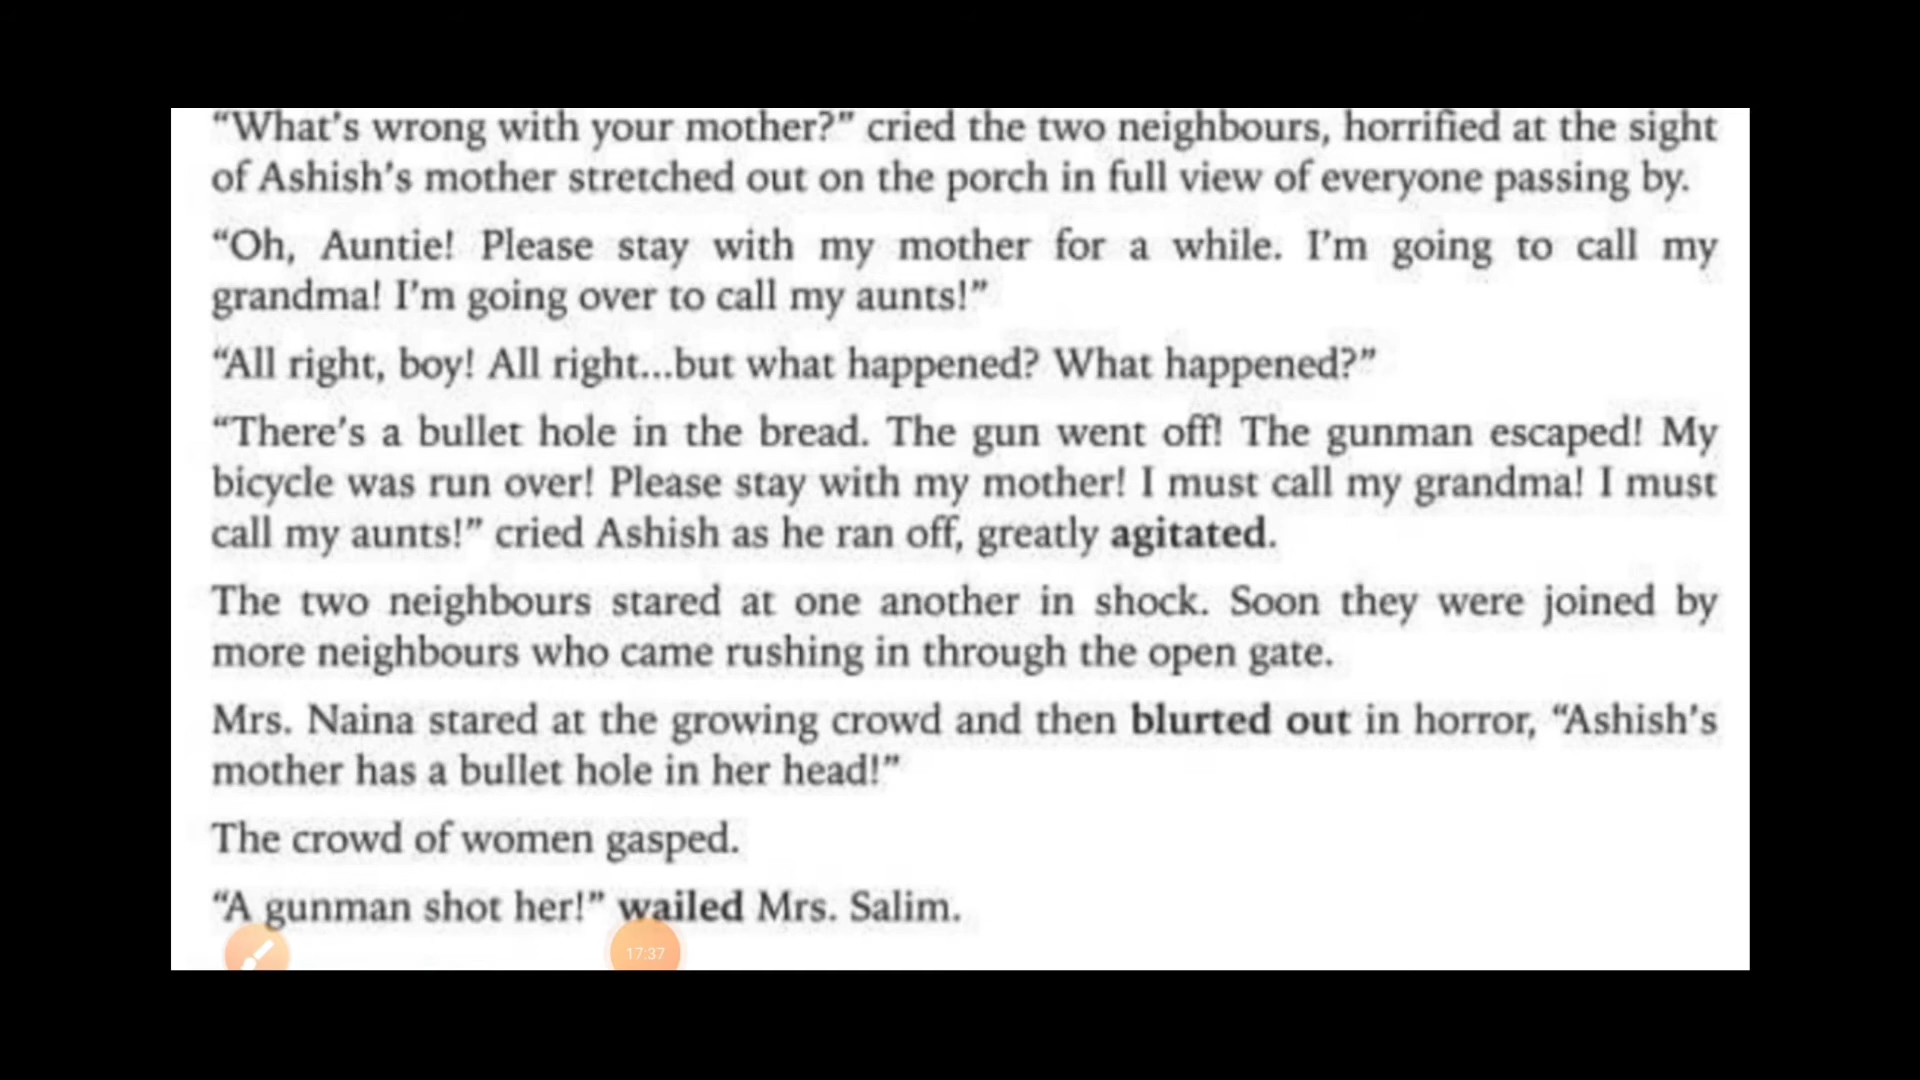 “What’s wrong with your mother?” cried the two neighbours, horrified at the sight
of Ashish’s mother stretched out on the porch in full view of everyone passing by.
“Oh, Auntie! Please stay with my mother for a while. I’m going to call my
grandma! I’m going over to call my aunts!”
“All right, boy! All right...but what happened? What happened?”
“There’s a bullet hole in the bread. The gun went off! The gunman escaped! My
bicycle was run over! Please stay with my mother! I must call my grandma! I must
call my aunts!” cried Ashish as he ran off, greatly agitated.
The two neighbours stared at one another in shock. Soon they were joined by
more neighbours who came rushing in through the open gate.
Mrs. Naina stared at the growing crowd and then blurted out in horror, “Ashish’s
mother has a bullet hole in her head!”
The crowd of women gasped.
“A gunman shot her!” wailed Mrs. Salim.
17:37